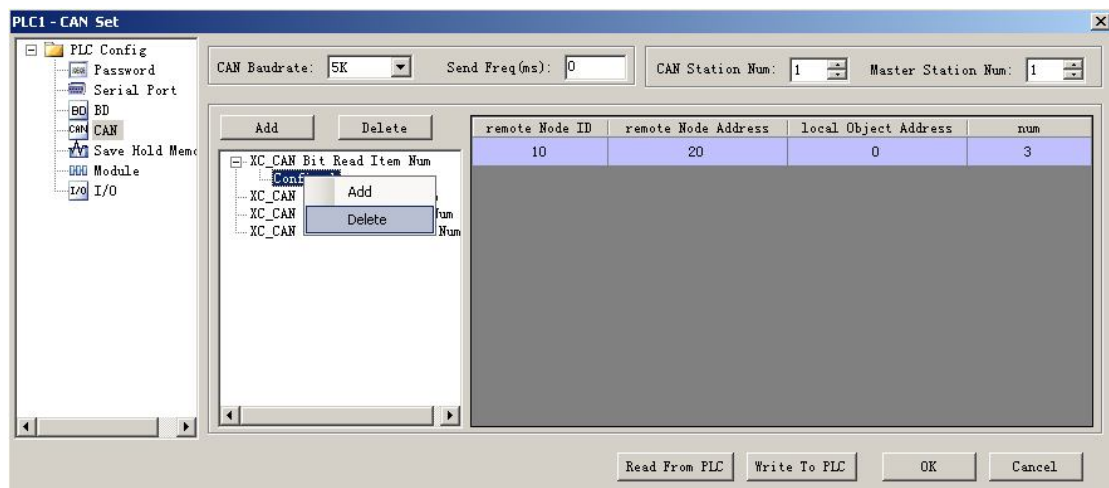 PLC1 - CAN Set
PLC Config
Password
Serial Port
BD BD
CAN CAN
Save Hold Memo
Module
I/O I/O
CAN Baudrate: 5K
Send Freq(ms): 0
CAN Station Num: 1
Master Station Num: 1
Add Delete
XC_CAN Bit Read Item Num
XC_CAN
XC_CAN Num
XC_CAN Num
Add
Delete
remote Node ID remote Node Address local Object Address num
10 20 0 3
Read From PLC Write To PLC OK Cancel